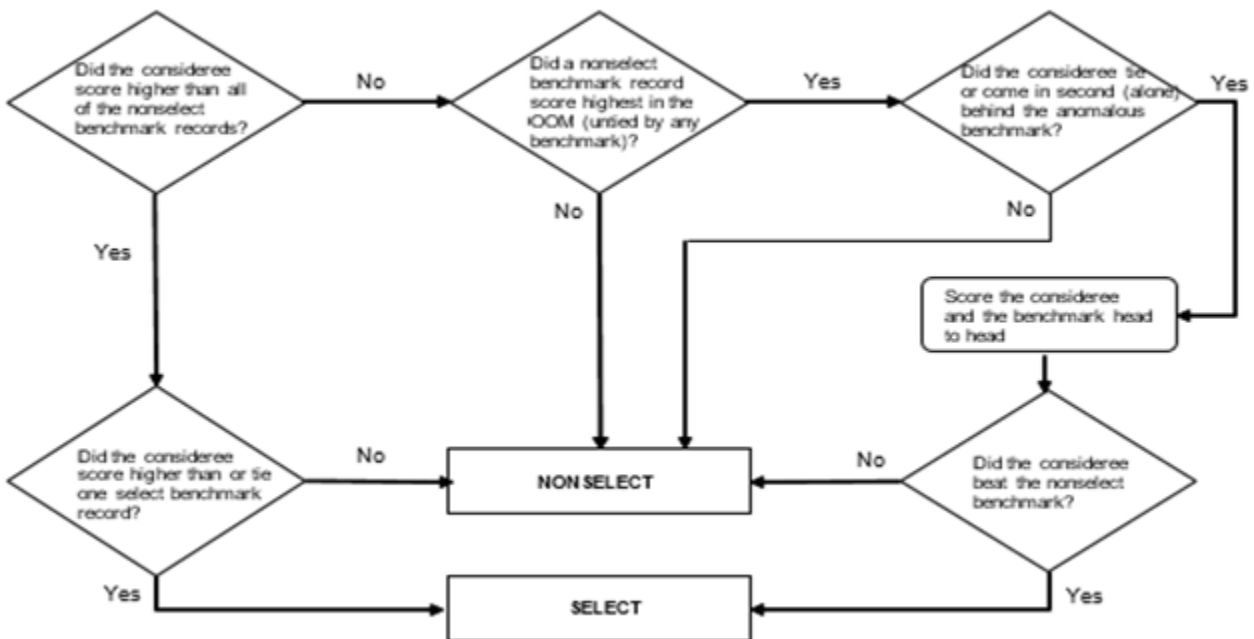 Did the consideree
score higher than all
of the nonselect
benchmark records?
No
Did a nonselect
benchmark record
score highest in the
OOM (untied by any
benchmark)?
Yes
Did the consideree tie
or come in second (alone)
behind the anomalous
benchmark?
Yes
No
No
Yes
Score the consideree
and the benchmark head
to head
Did the consideree
score higher than or tie
one select benchmark
record?
No
NONSELECT
No
Did the consideree
beat the nonselect
benchmark?
Yes
SELECT
Yes